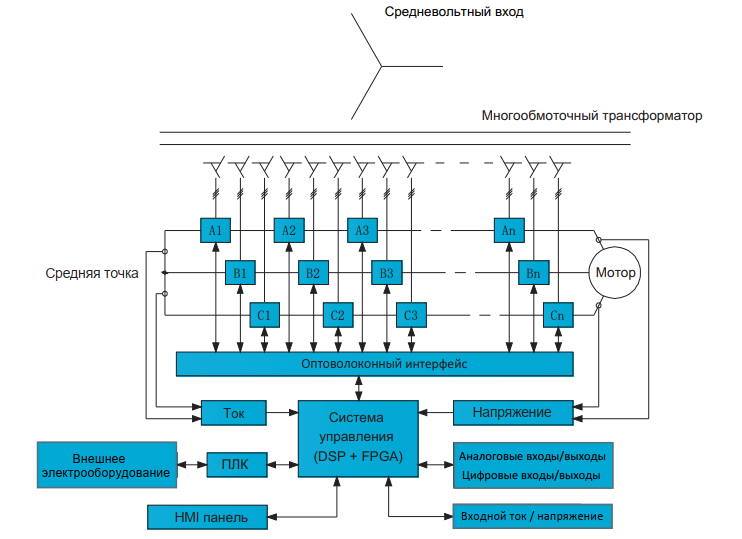 Средневольтный вход
Многообмоточный трансформатор
A1
A2
A3
An
Средняя точка
B1
B2
B3
Bn
Мотор
C1
C2
C3
Cn
Оптоволоконный интерфейс
Ток
Система
управления
(DSP + FPGA)
Напряжение
Внешнее
электрооборудование
ПЛК
Аналоговые входы/выходы
Цифровые входы/выходы
HMI панель
Входной ток / напряжение